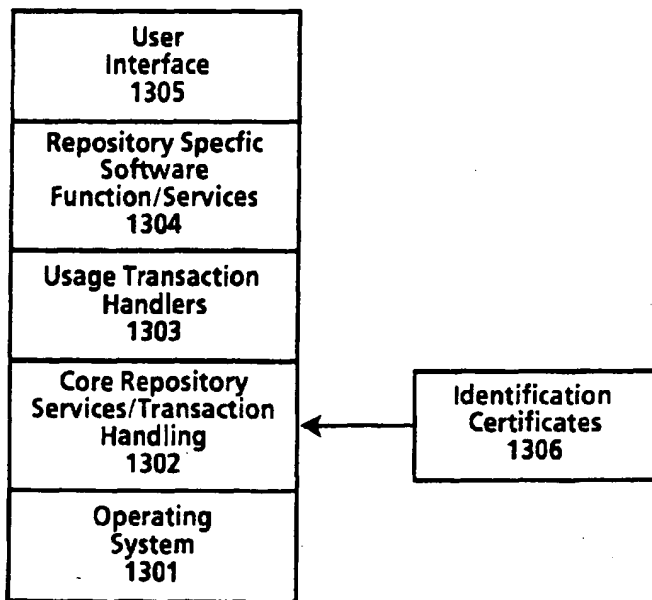 User
Interface
1305
Repository Specfic
Software
Function/Services
1304
Usage Transaction
Handlers
1303
Core Repository
Services/Transaction
Handling
1302
Identification
Certificates
1306
Operating
System
1301